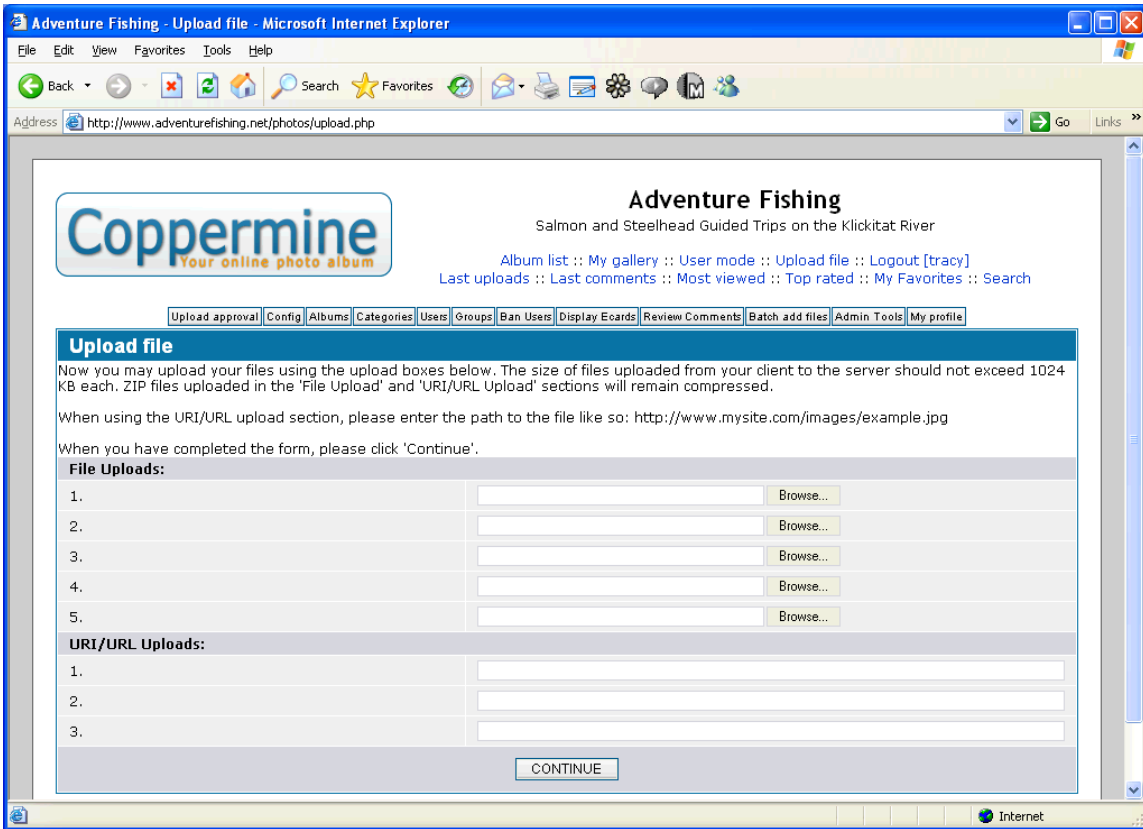 Adventure Fishing - Upload file - Microsoft Internet Explorer
File Edit View Favorites Tools Help
Back Search Favorites
Address http://www.adventurefishing.net/photos/upload.php Go Links »
Coppermine
Your online photo album
Adventure Fishing
Salmon and Steelhead Guided Trips on the Klickitat River
Album list :: My gallery :: User mode :: Upload file :: Logout [tracy]
Last uploads :: Last comments :: Most viewed :: Top rated :: My Favorites :: Search
Upload approval Config Albums Categories Users Groups Ban Users Display Ecards Review Comments Batch add files Admin Tools My profile
Upload file
Now you may upload your files using the upload boxes below. The size of files uploaded from your client to the server should not exceed 1024
KB each. ZIP files uploaded in the 'File Upload' and 'URI/URL Upload' sections will remain compressed.
When using the URI/URL upload section, please enter the path to the file like so: http://www.mysite.com/images/example.jpg
When you have completed the form, please click 'Continue'.
File Uploads:
1. Browse...
2. Browse...
3. Browse...
4. Browse...
5. Browse...
URI/URL Uploads:
1.
2.
3.
CONTINUE
Internet